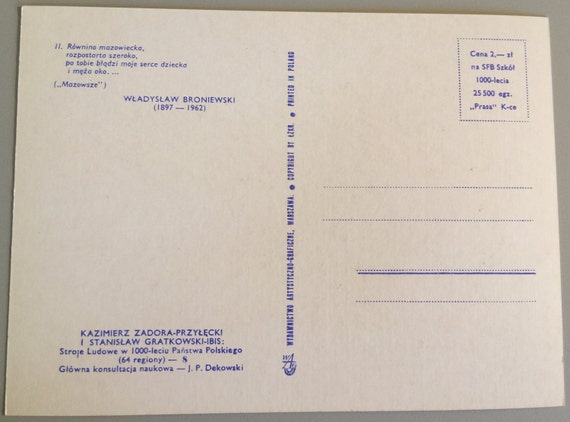 II. Równino mazowiecka,
rozpostarta szeroko,
po tobie błądzi moje serce dziecka
i męża oko. ...
(„Mazowsze”)
WŁADYSŁAW BRONIEWSKI
(1897 — 1962)
KAZIMIERZ ZADORA-PRZYŁĘCKI
I STANISŁAW GRATKOWSKI-IBIS:
Stroje Ludowe w 1000-leciu Państwa Polskiego
(64 regiony) — 8
Główna konsultacja naukowa — J. P. Dekowski
WYDAWNICTWO ARTYSTYCZNO-GRAFICZNE, WARSZAWA. ● COPYRIGHT BY ŁZGR. ● PRINTED IN POLAND
Cena 2,— zł
na SFB Szkół
1000-lecia
25 500 egz.
„Prasa” K-ce